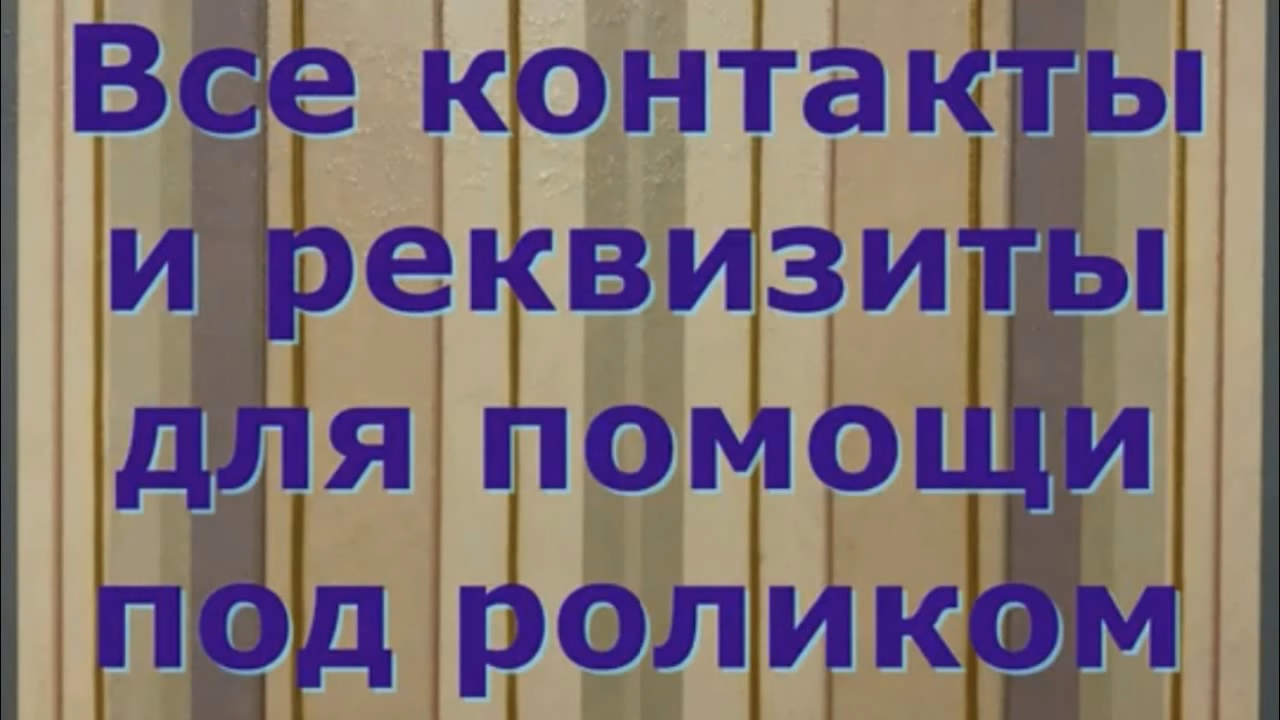 Все контакты
и реквизиты
для помощи
под роликом